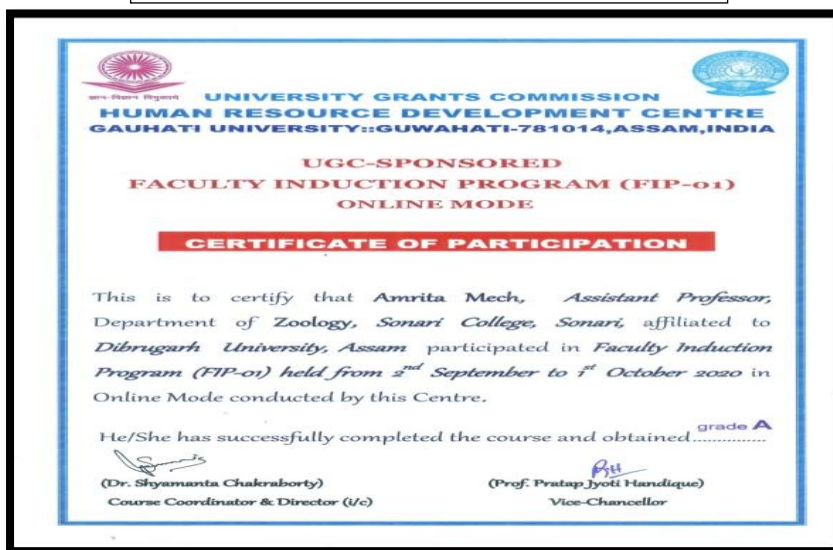 ज्ञान-विज्ञान विमुक्तये
UNIVERSITY GRANTS COMMISSION
HUMAN RESOURCE DEVELOPMENT CENTRE
GAUHATI UNIVERSITY::GUWAHATI-781014,ASSAM,INDIA
UGC-SPONSORED
FACULTY INDUCTION PROGRAM (FIP-01)
ONLINE MODE
CERTIFICATE OF PARTICIPATION
This is to certify that Amrita Mech, Assistant Professor,
Department of Zoology, Sonari College, Sonari, affiliated to
Dibrugarh University, Assam participated in Faculty Induction
Program (FIP-01) held from 2nd September to 1st October 2020 in
Online Mode conducted by this Centre.
He/She has successfully completed the course and obtained...............grade A
(Dr. Shyamanta Chakraborty) (Prof. Pratap Jyoti Handique)
Course Coordinator & Director (i/c) Vice-Chancellor